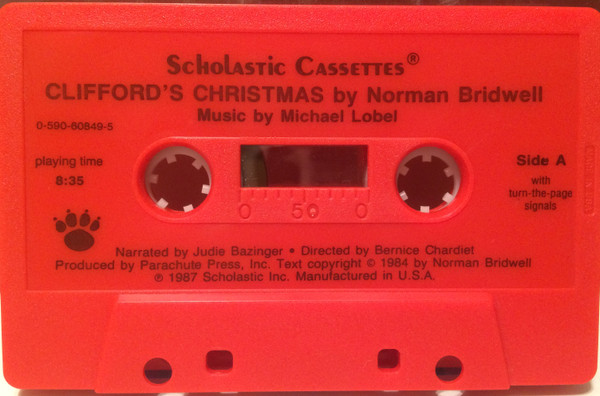 Scholastic Cassettes®
CLIFFORD'S CHRISTMAS by Norman Bridwell
Music by Michael Lobel
0-590-60849-5
playing time
8:35
Side A
with
turn-the-page
signals
0 50 0
Narrated by Judie Bazinger • Directed by Bernice Chardiet
Produced by Parachute Press, Inc. Text copyright © 1984 by Norman Bridwell
℗ 1987 Scholastic Inc. Manufactured in U.S.A.